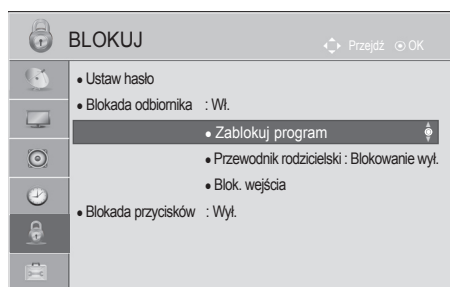 BLOKUJ
Przejdź OK
• Ustaw hasło
• Blokada odbiornika : Wł.
• Zablokuj program
• Przewodnik rodzicielski : Blokowanie wył.
• Blok. wejścia
• Blokada przycisków : Wył.